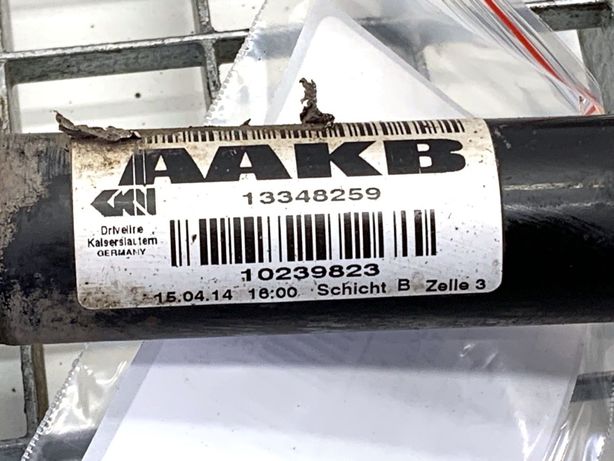 AAKB
13348259
GKN
Driveline
Kaiserslautern
GERMANY
10239823
15.04.14 16:00 Schicht B Zelle 3